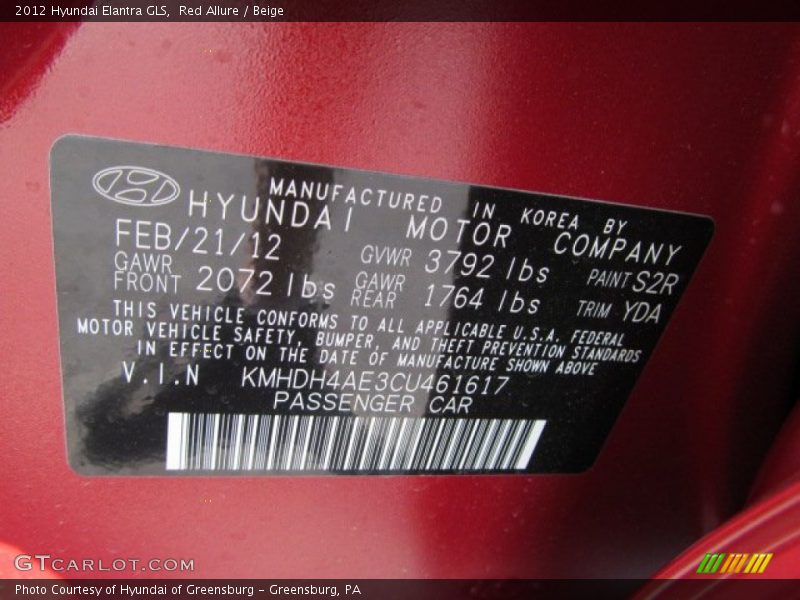 2012 Hyundai Elantra GLS, Red Allure / Beige
MANUFACTURED IN KOREA BY
HYUNDAI MOTOR COMPANY
FEB/21/12 GVWR 3792 lbs PAINT S2R
GAWR FRONT 2072 lbs GAWR REAR 1764 lbs TRIM YDA
THIS VEHICLE CONFORMS TO ALL APPLICABLE U.S.A. FEDERAL
MOTOR VEHICLE SAFETY, BUMPER, AND THEFT PREVENTION STANDARDS
IN EFFECT ON THE DATE OF MANUFACTURE SHOWN ABOVE
V.I.N KMHDH4AE3CU461617
PASSENGER CAR
GTCARLOT.COM
Photo Courtesy of Hyundai of Greensburg - Greensburg, PA